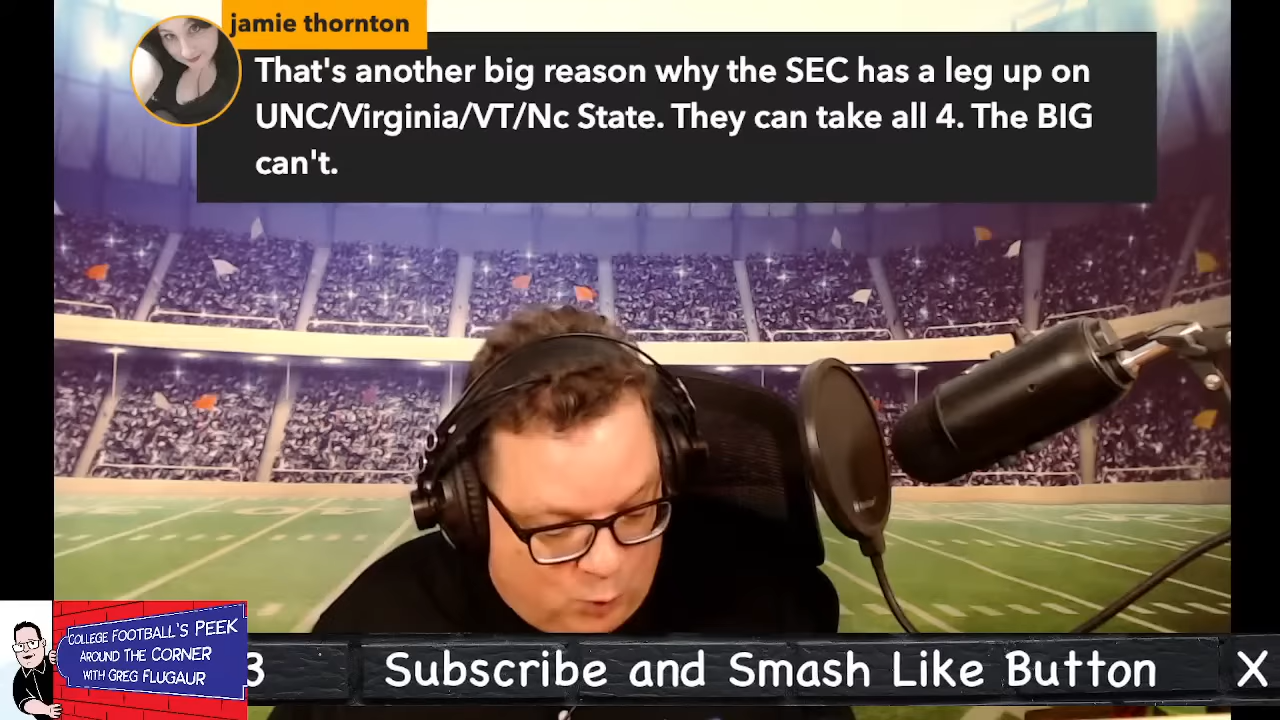 jamie thornton
That's another big reason why the SEC has a leg up on
UNC/Virginia/VT/Nc State. They can take all 4. The BIG
can't.
COLLEGE FOOTBALL'S PEEK
AROUND THE CORNER
WITH GREG FLUGAUR
3
Subscribe and Smash Like Button
X